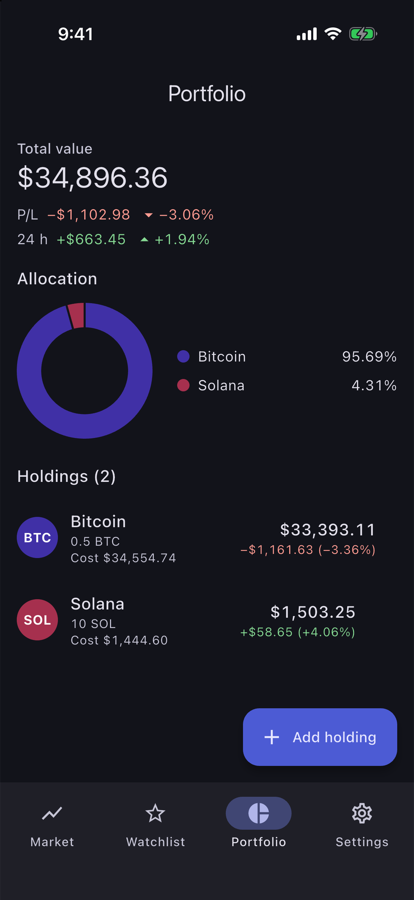 9:41
Portfolio
Total value
$34,896.36
P/L −$1,102.98 −3.06%
24 h +$663.45 +1.94%
Allocation
Bitcoin 95.69%
Solana 4.31%
Holdings (2)
BTC
Bitcoin
0.5 BTC
Cost $34,554.74
$33,393.11
−$1,161.63 (−3.36%)
SOL
Solana
10 SOL
Cost $1,444.60
$1,503.25
+$58.65 (+4.06%)
Add holding
Market Watchlist Portfolio Settings